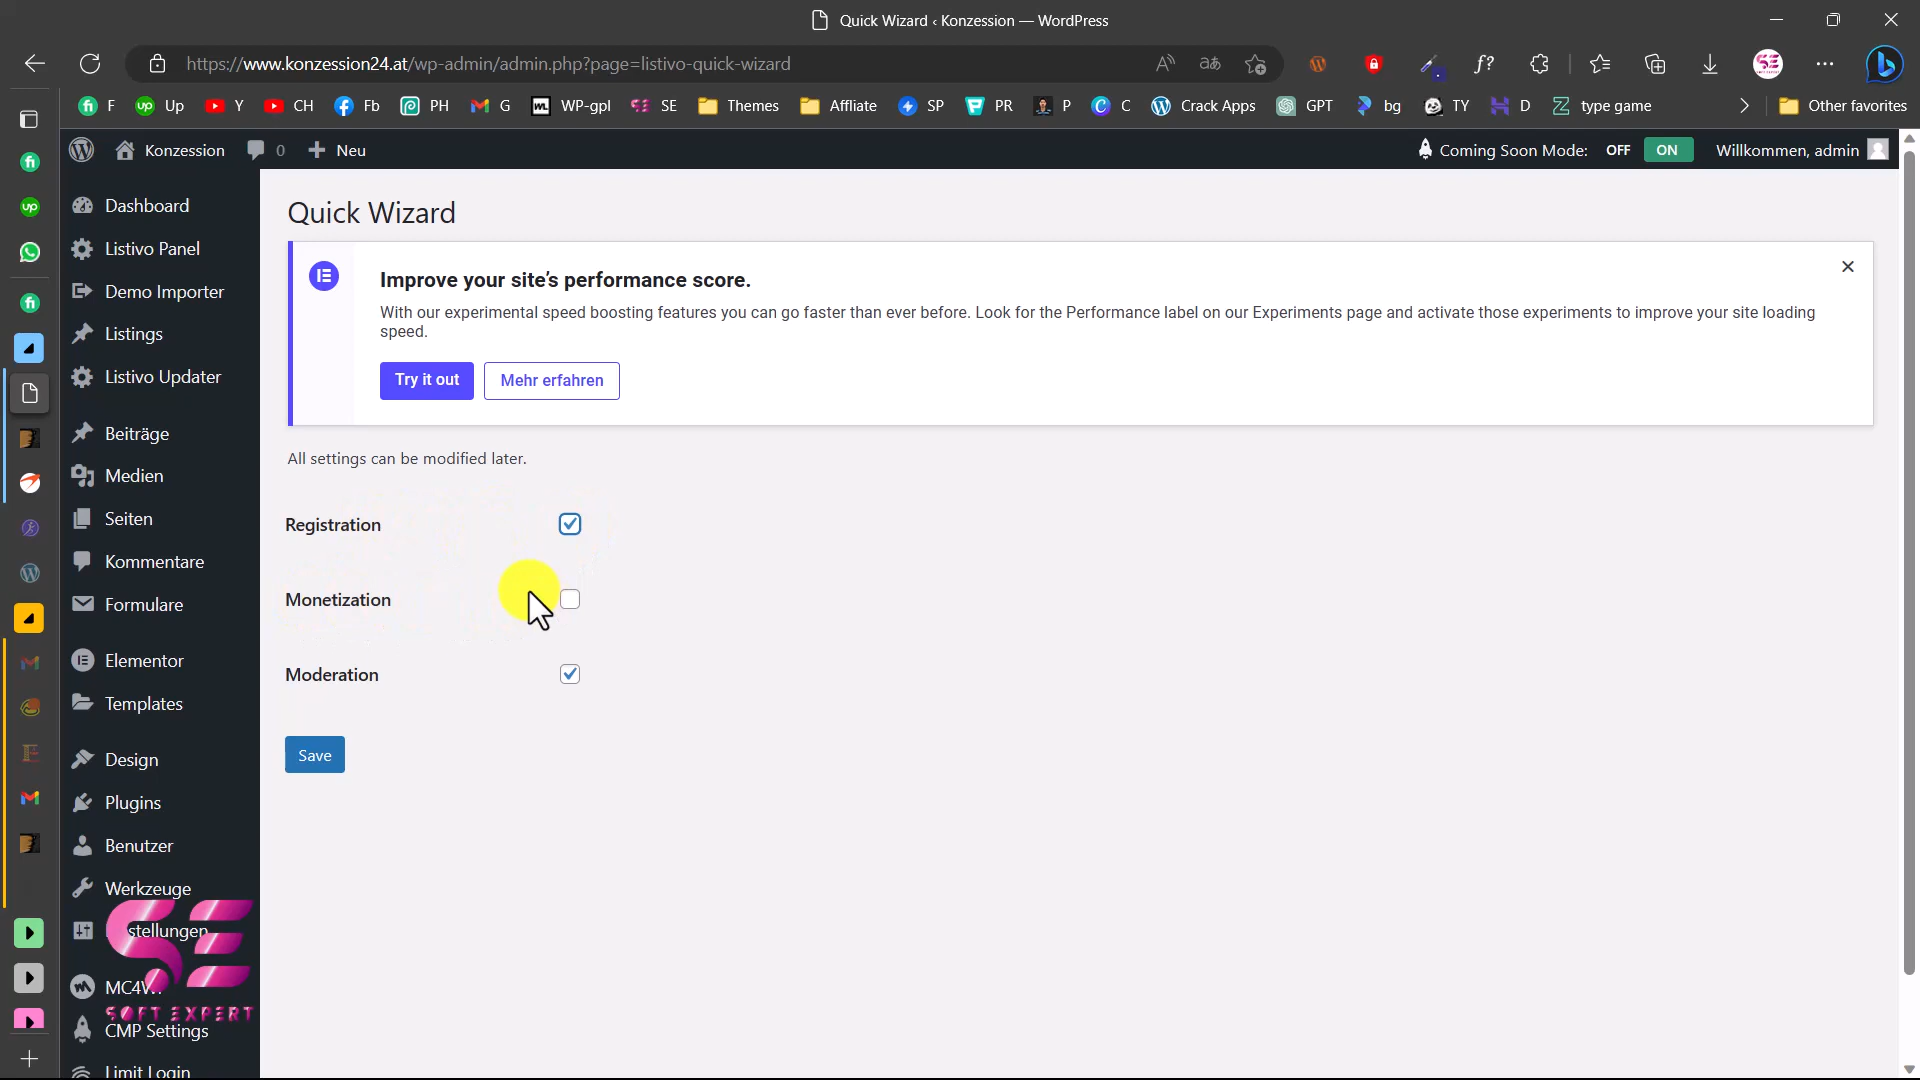 Quick Wizard ‹ Konzession — WordPress
https://www.konzession24.at/wp-admin/admin.php?page=listivo-quick-wizard
F Up Y CH Fb PH G WP-gpl SE Themes Affliate SP PR P C Crack Apps GPT bg TY D type game Other favorites
Konzession 0 Neu Coming Soon Mode: OFF ON Willkommen, admin
Dashboard
Listivo Panel
Demo Importer
Listings
Listivo Updater
Beiträge
Medien
Seiten
Kommentare
Formulare
Elementor
Templates
Design
Plugins
Benutzer
Werkzeuge
stellungen
MC4W
CMP Settings
Limit Login
SE
SOFT EXPERT
Quick Wizard
Improve your site’s performance score.
With our experimental speed boosting features you can go faster than ever before. Look for the Performance label on our Experiments page and activate those experiments to improve your site loading
speed.
Try it out Mehr erfahren
All settings can be modified later.
Registration
Monetization
Moderation
Save